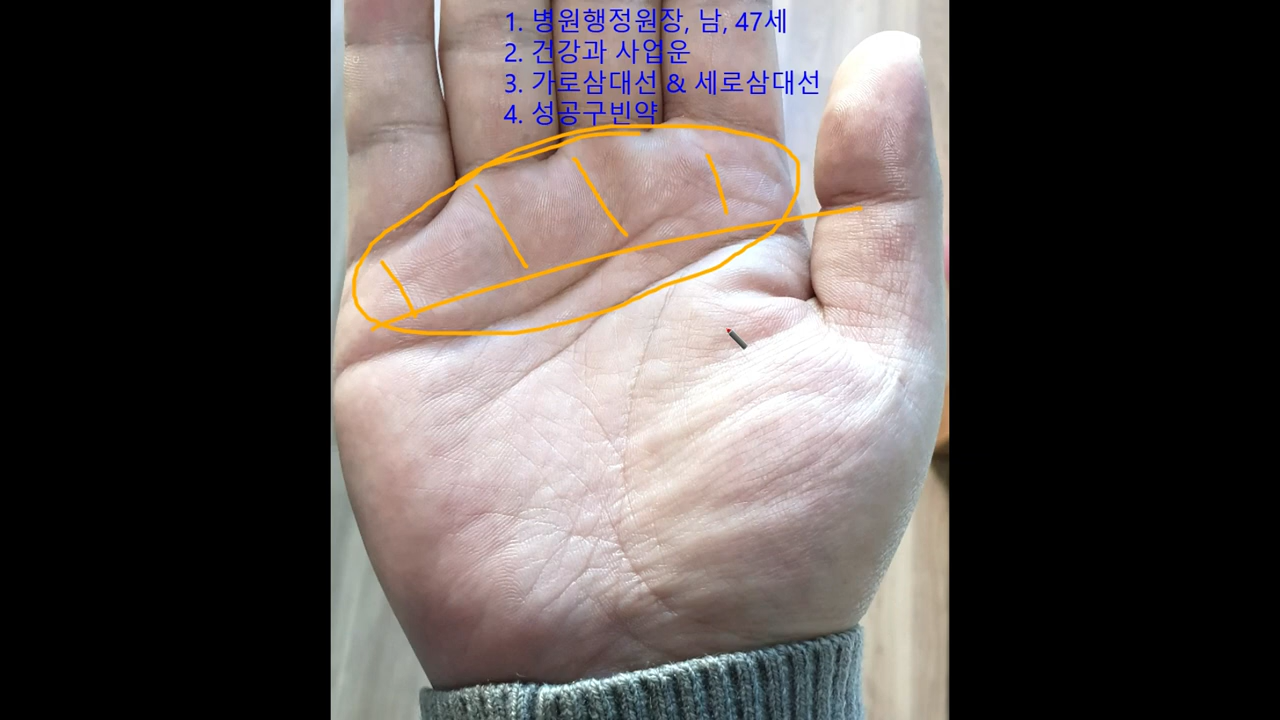 1. 병원행정원장, 남, 47세
2. 건강과 사업운
3. 가로삼대선 & 세로삼대선
4. 성공구빈약